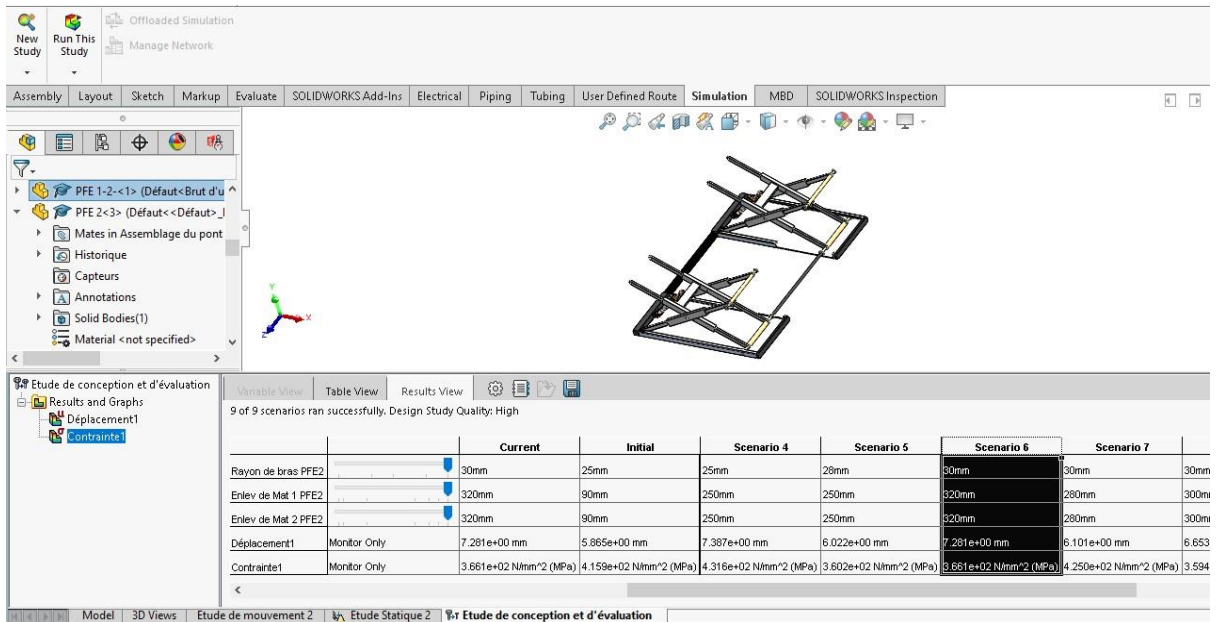 New Study
Run This Study
Offloaded Simulation
Manage Network
Assembly Layout Sketch Markup Evaluate SOLIDWORKS Add-Ins Electrical Piping Tubing User Defined Route Simulation MBD SOLIDWORKS Inspection
PFE 1-2-<1> (Défaut<Brut d'u
PFE 2<3> (Défaut<<Défaut>_
Mates in Assemblage du pont
Historique
Capteurs
Annotations
Solid Bodies(1)
Material <not specified>
Y
X
Z
Etude de conception et d'évaluation
Results and Graphs
Déplacement1
Contrainte1
Variable View Table View Results View
9 of 9 scenarios ran successfully. Design Study Quality: High
Current Initial Scenario 4 Scenario 5 Scenario 6 Scenario 7
Rayon de bras PFE2 30mm 25mm 25mm 28mm 30mm 30mm 30mm
Enlev de Mat 1 PFE2 320mm 90mm 250mm 250mm 320mm 280mm 300m
Enlev de Mat 2 PFE2 320mm 90mm 250mm 250mm 320mm 280mm 300m
Déplacement1 Monitor Only 7.281e+00 mm 5.865e+00 mm 7.387e+00 mm 6.022e+00 mm 7.281e+00 mm 6.101e+00 mm 6.653
Contrainte1 Monitor Only 3.661e+02 N/mm^2 (MPa) 4.159e+02 N/mm^2 (MPa) 4.316e+02 N/mm^2 (MPa) 3.602e+02 N/mm^2 (MPa) 3.661e+02 N/mm^2 (MPa) 4.250e+02 N/mm^2 (MPa) 3.594
Model 3D Views Etude de mouvement 2 Etude Statique 2 Etude de conception et d'évaluation